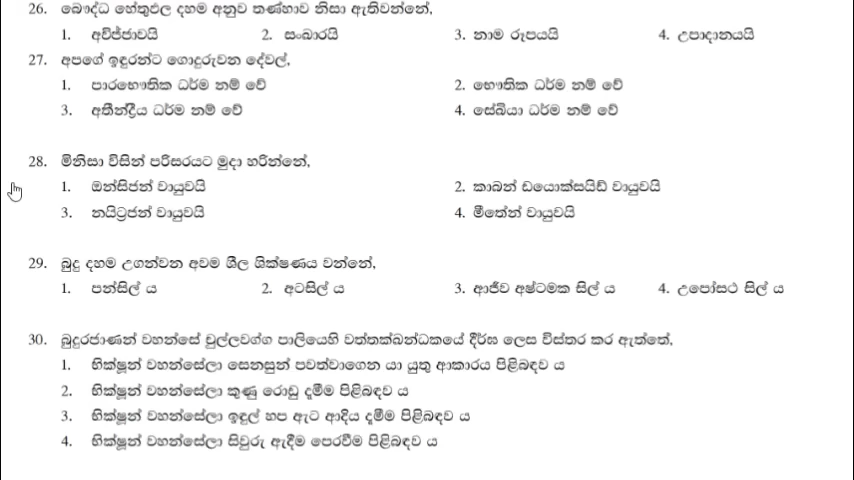 26. බෞද්ධ හේතුඵල දහම අනුව තණ්හාව නිසා ඇතිවන්නේ,
1. අවිජ්ජාවයි 2. සංඛාරයි 3. නාම රූපයයි 4. උපාදානයයි
27. අපගේ ඉඳුරන්ට ගොදුරුවන දේවල්,
1. පාරභෞතික ධර්ම නම් වේ 2. භෞතික ධර්ම නම් වේ
3. අතීන්ද්‍රීය ධර්ම නම් වේ 4. සේඛියා ධර්ම නම් වේ
28. මිනිසා විසින් පරිසරයට මුදා හරින්නේ,
1. ඔන්සිජන් වායුවයි 2. කාබන් ඩයොක්සයිඩ් වායුවයි
3. නයිට්‍රජන් වායුවයි 4. මීතේන් වායුවයි
29. බුදු දහම උගන්වන අවම ශීල ශික්ෂණය වන්නේ,
1. පන්සිල් ය 2. අටසිල් ය 3. ආජීව අෂ්ටමක සිල් ය 4. උපෝසථ සිල් ය
30. බුදුරජාණන් වහන්සේ චුල්ලවග්ග පාලියෙහි වත්තක්ඛන්ධකයේ දීර්ඝ ලෙස විස්තර කර ඇත්තේ,
1. භික්ෂූන් වහන්සේලා සෙනසුන් පවත්වාගෙන යා යුතු ආකාරය පිළිබඳව ය
2. භික්ෂූන් වහන්සේලා කුණු රොඩු දැමීම පිළිබඳව ය
3. භික්ෂූන් වහන්සේලා ඉඳුල් හප ඇට ආදිය දැමීම පිළිබඳව ය
4. භික්ෂූන් වහන්සේලා සිවුරු ඇඳීම පෙරවීම පිළිබඳව ය